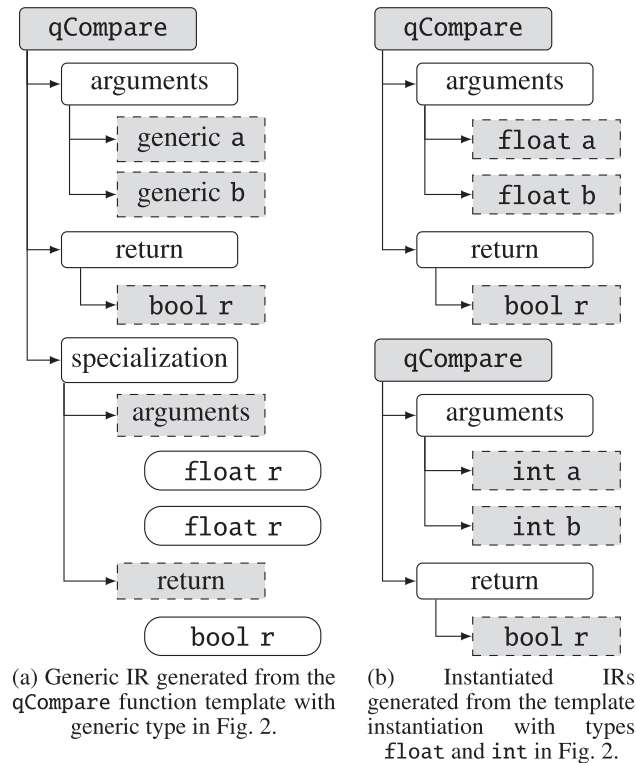 qCompare
arguments
generic a
generic b
return
bool r
specialization
arguments
float r
float r
return
bool r
(a) Generic IR generated from the
qCompare function template with
generic type in Fig. 2.
qCompare
arguments
float a
float b
return
bool r
qCompare
arguments
int a
int b
return
bool r
(b) Instantiated IRs
generated from the template
instantiation with types
float and int in Fig. 2.